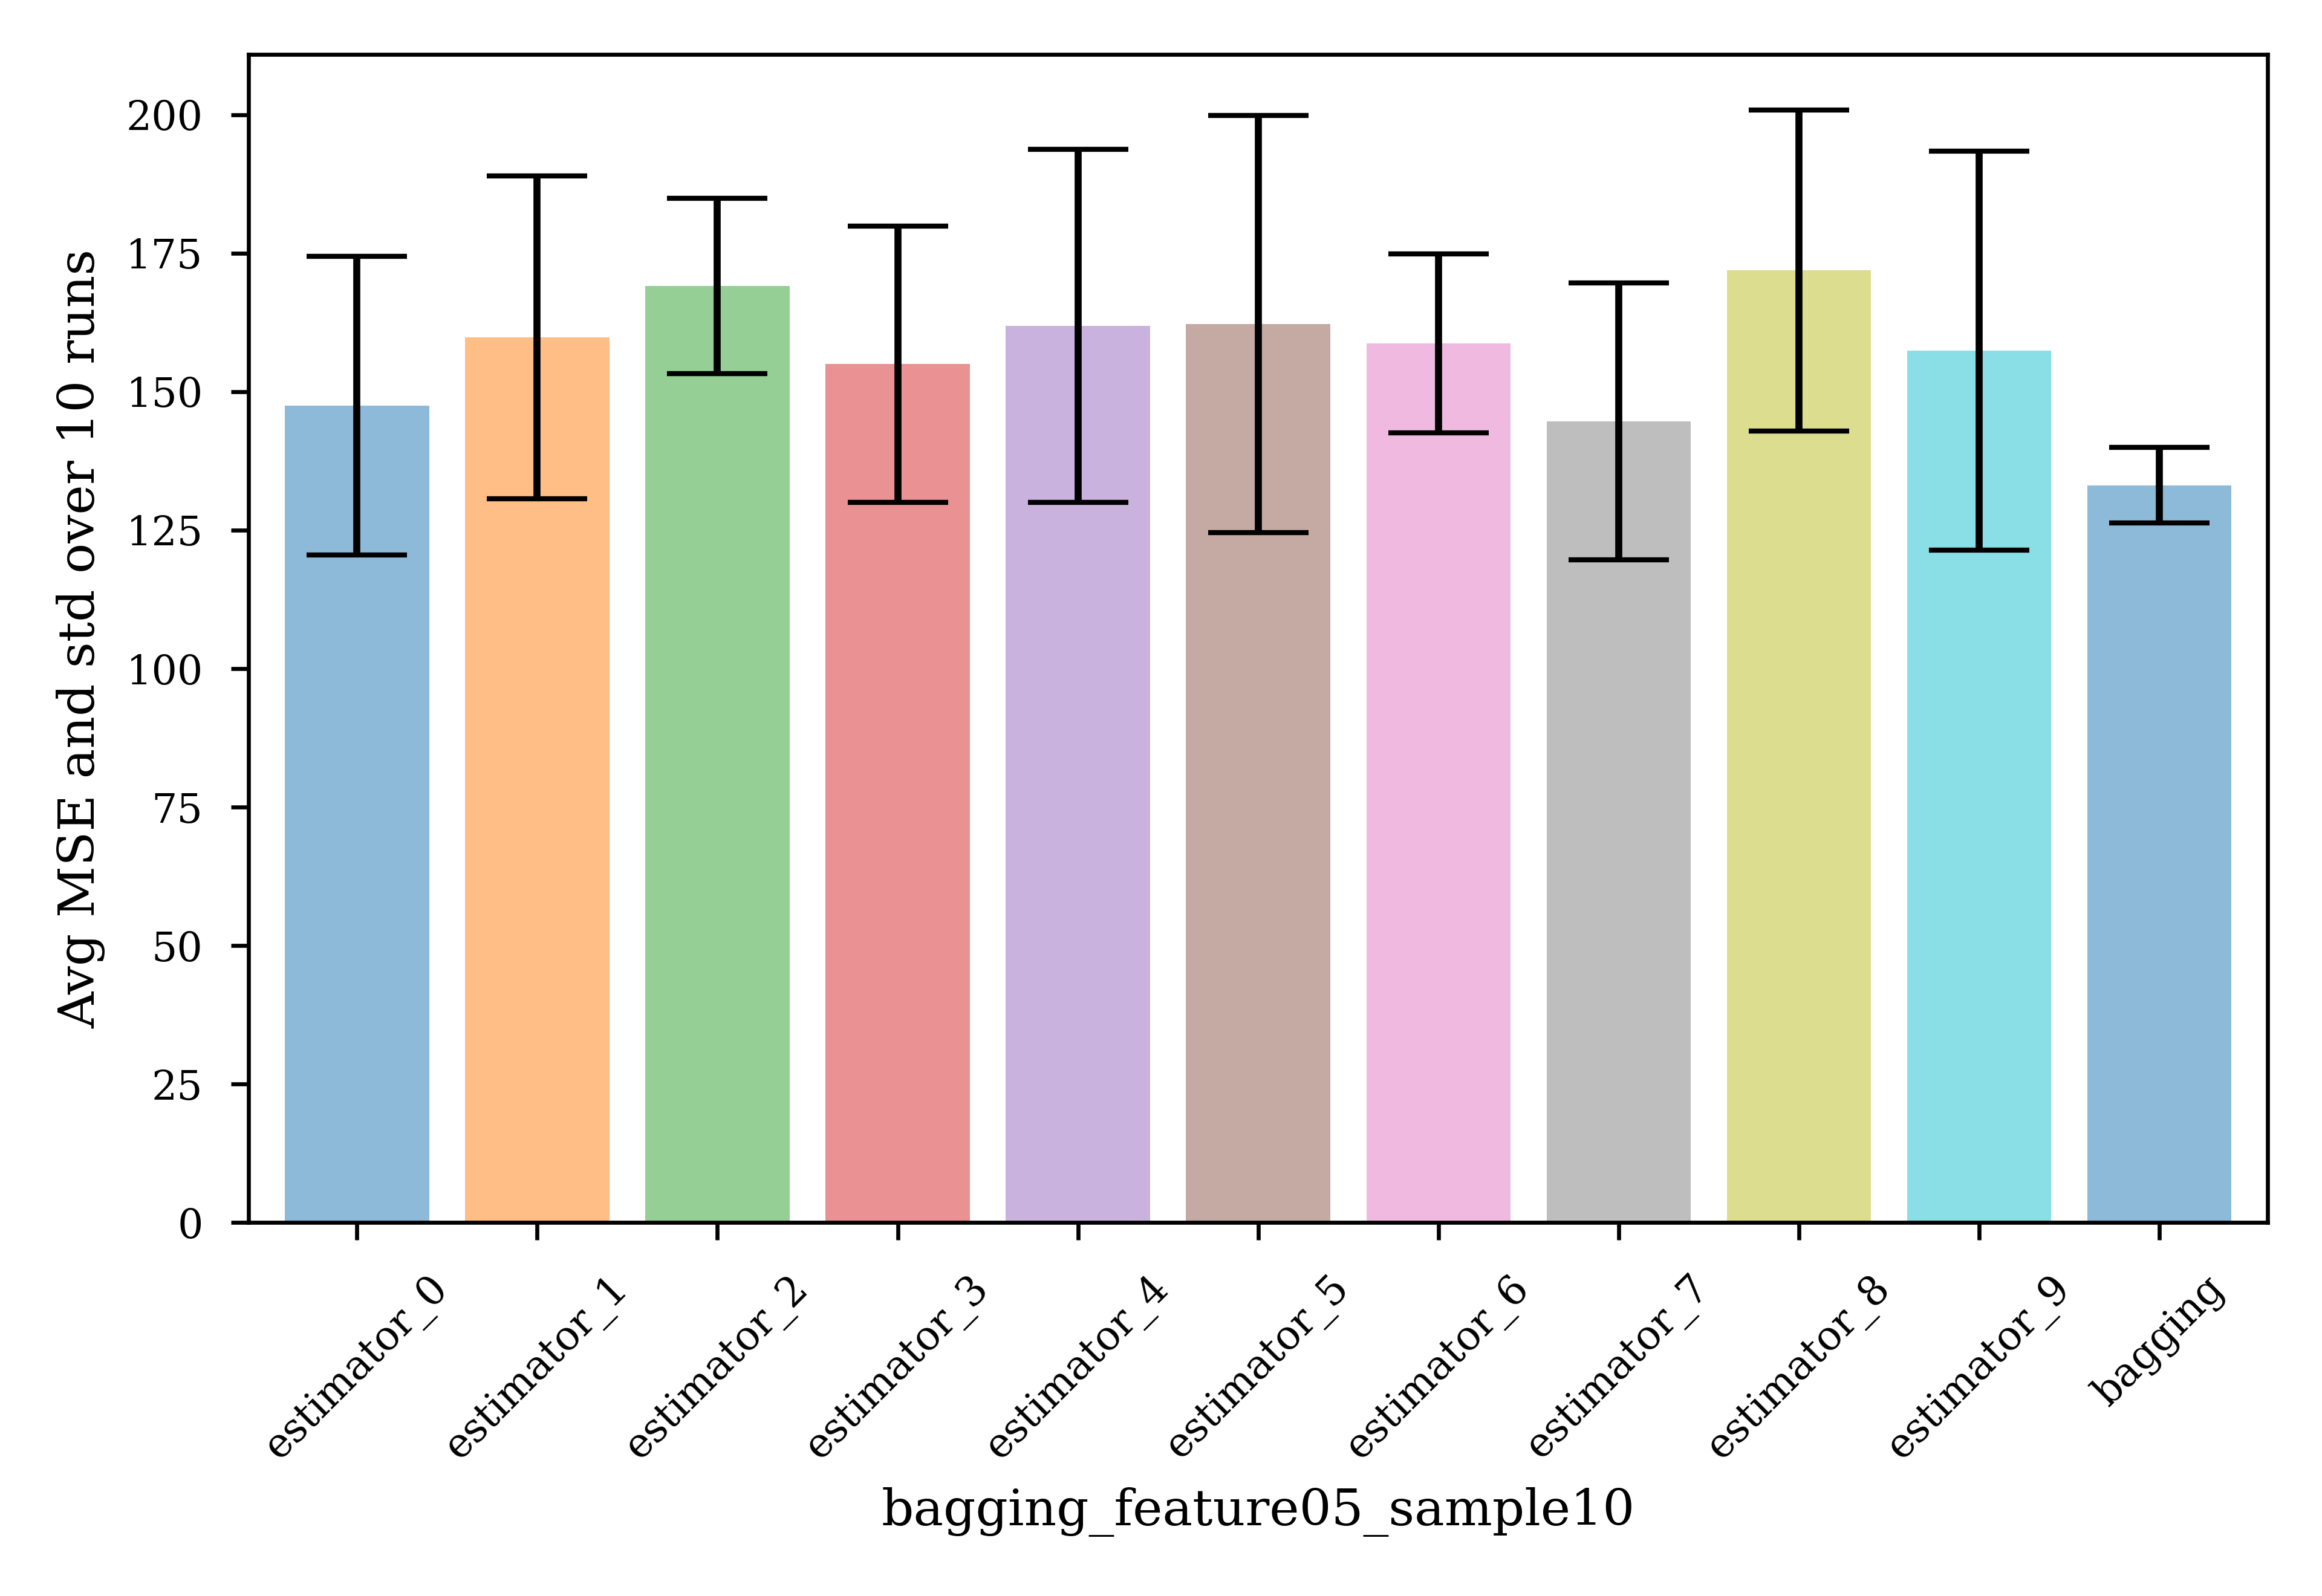 Avg MSE and std over 10 runs
200
175
150
125
100
75
50
25
0
estimator_0
estimator_1
estimator_2
estimator_3
estimator_4
estimator_5
estimator_6
estimator_7
estimator_8
estimator_9
bagging
bagging_feature05_sample10